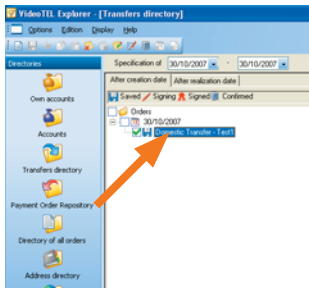 VideoTEL Explorer - [Transfers directory]
Options Edition Display Help
Directories
Specification of 30/10/2007 - 30/10/2007
After creation date After realization date
Saved Signing Signed Confirmed
Own accounts
Orders
30/10/2007
Domestic Transfer - Test1
Accounts
Transfers directory
Payment Order Repository
Directory of all orders
Address directory